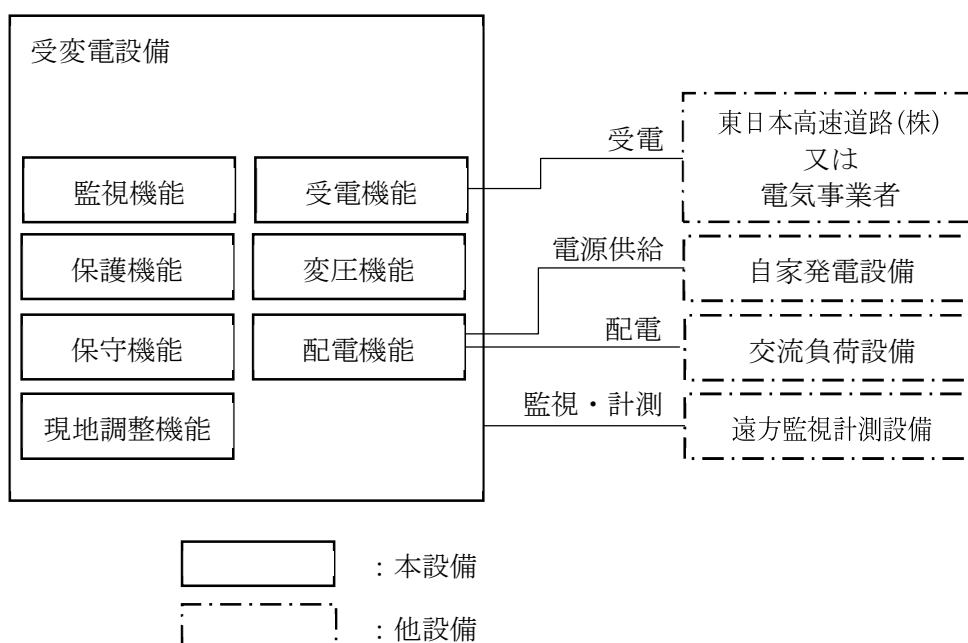 受変電設備
監視機能
受電機能
保護機能
変圧機能
保守機能
配電機能
現地調整機能
受電
東日本高速道路(株)
又は
電気事業者
電源供給
自家発電設備
配電
交流負荷設備
監視・計測
遠方監視計測設備
：本設備
：他設備